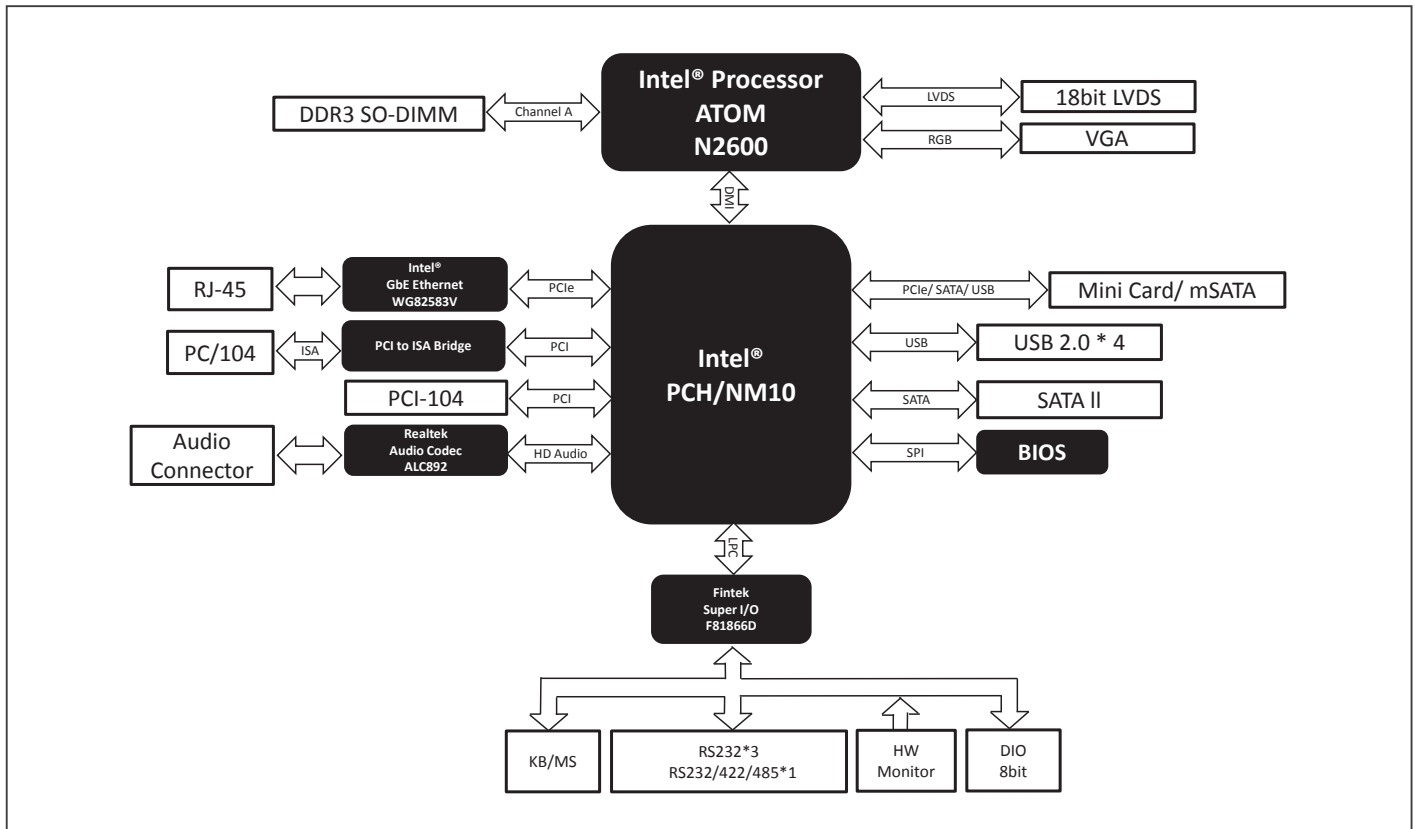 Intel® Processor
ATOM
N2600
DDR3 SO-DIMM
Channel A
LVDS
18bit LVDS
RGB
VGA
DMI
RJ-45
Intel®
GbE Ethernet
WG82583V
PCIe
PCIe/ SATA/ USB
Mini Card/ mSATA
PC/104
ISA
PCI to ISA Bridge
PCI
USB
USB 2.0 * 4
Intel®
PCH/NM10
PCI-104
PCI
SATA
SATA II
Audio
Connector
Realtek
Audio Codec
ALC892
HD Audio
SPI
BIOS
LPC
Fintek
Super I/O
F81866D
KB/MS
RS232*3
RS232/422/485*1
HW
Monitor
DIO
8bit